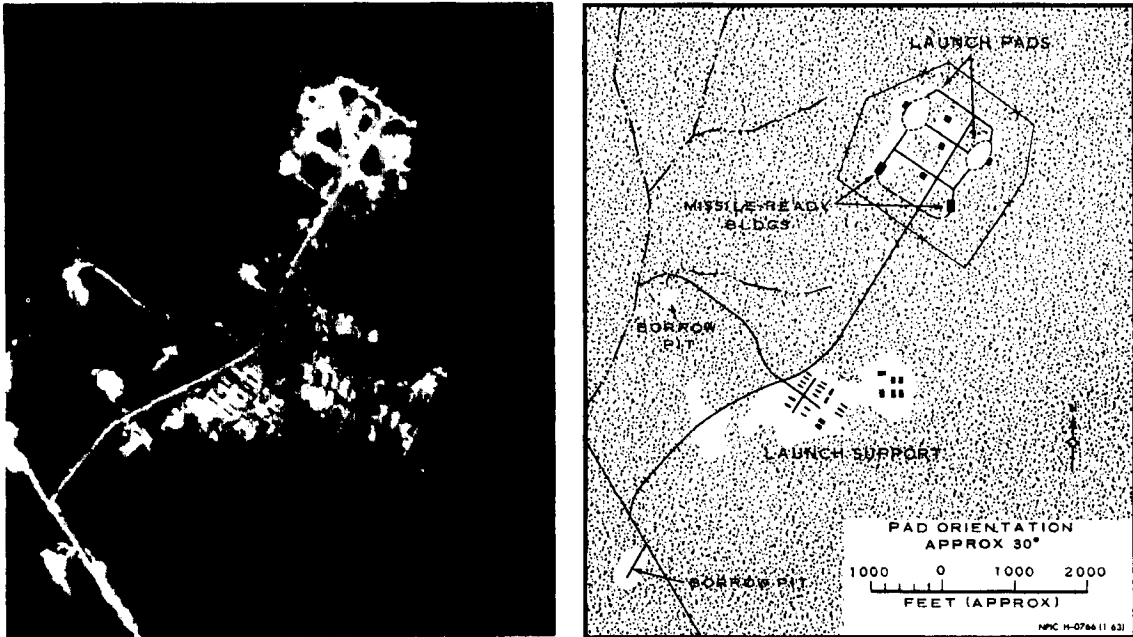 LAUNCH PADS
MISSILE-READY
BLDGS
BORROW
PIT
LAUNCH SUPPORT
N
PAD ORIENTATION
APPROX 30°
1000 0 1000 2000
FEET (APPROX)
BORROW PIT
NPIC H-0766 (1 63)